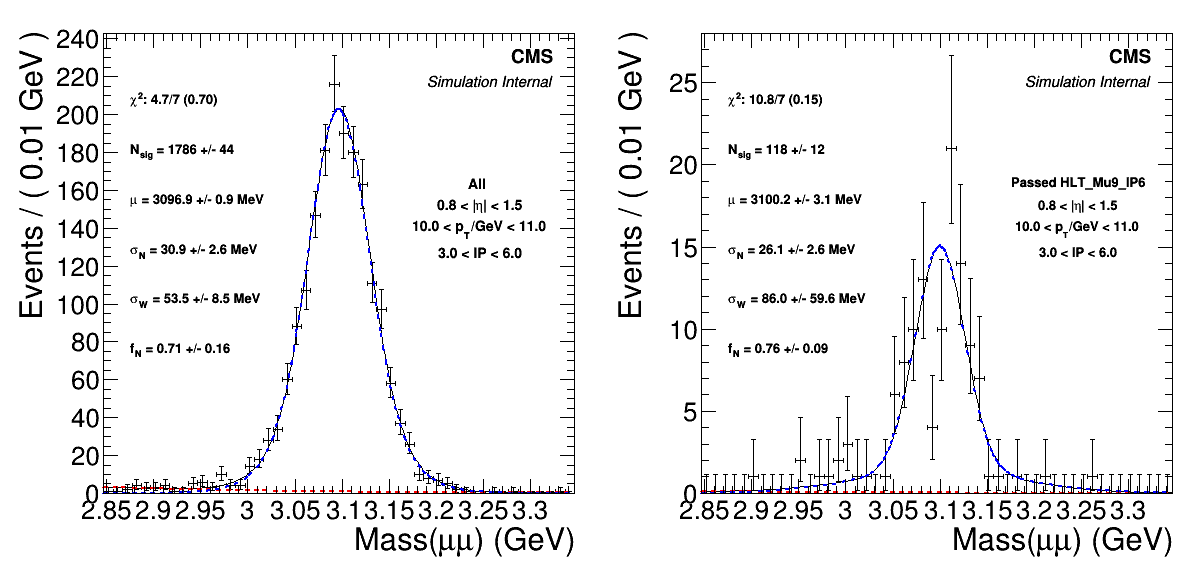 Events / ( 0.01 GeV )
240
220
200
180
160
140
120
100
80
60
40
20
0
CMS
Simulation Internal
χ²: 4.7/7 (0.70)
N_sig = 1786 +/- 44
μ = 3096.9 +/- 0.9 MeV
σ_N = 30.9 +/- 2.6 MeV
σ_W = 53.5 +/- 8.5 MeV
f_N = 0.71 +/- 0.16
All
0.8 < |η| < 1.5
10.0 < p_T/GeV < 11.0
3.0 < IP < 6.0
2.85 2.9 2.95 3 3.05 3.1 3.15 3.2 3.25 3.3
Mass(μμ) (GeV)
Events / ( 0.01 GeV )
25
20
15
10
5
0
CMS
Simulation Internal
χ²: 10.8/7 (0.15)
N_sig = 118 +/- 12
μ = 3100.2 +/- 3.1 MeV
σ_N = 26.1 +/- 2.6 MeV
σ_W = 86.0 +/- 59.6 MeV
f_N = 0.76 +/- 0.09
Passed HLT_Mu9_IP6
0.8 < |η| < 1.5
10.0 < p_T/GeV < 11.0
3.0 < IP < 6.0
2.85 2.9 2.95 3 3.05 3.1 3.15 3.2 3.25 3.3
Mass(μμ) (GeV)